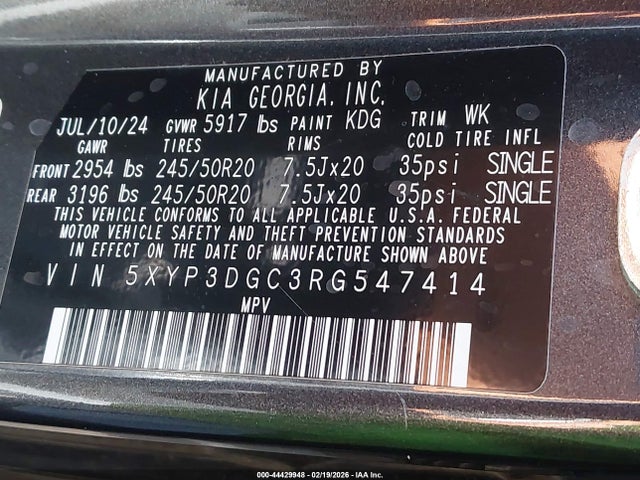 MANUFACTURED BY
KIA GEORGIA, INC.
JUL/10/24 GVWR 5917 lbs PAINT KDG TRIM WK
GAWR TIRES RIMS COLD TIRE INFL
FRONT 2954 lbs 245/50R20 7.5Jx20 35psi SINGLE
REAR 3196 lbs 245/50R20 7.5Jx20 35psi SINGLE
THIS VEHICLE CONFORMS TO ALL APPLICABLE U.S.A. FEDERAL
MOTOR VEHICLE SAFETY AND THEFT PREVENTION STANDARDS
IN EFFECT ON THE DATE OF MANUFACTURE SHOWN ABOVE
VIN 5XYP3DGC3RG547414
MPV
000-44429948 - 02/19/2026 - IAA Inc.